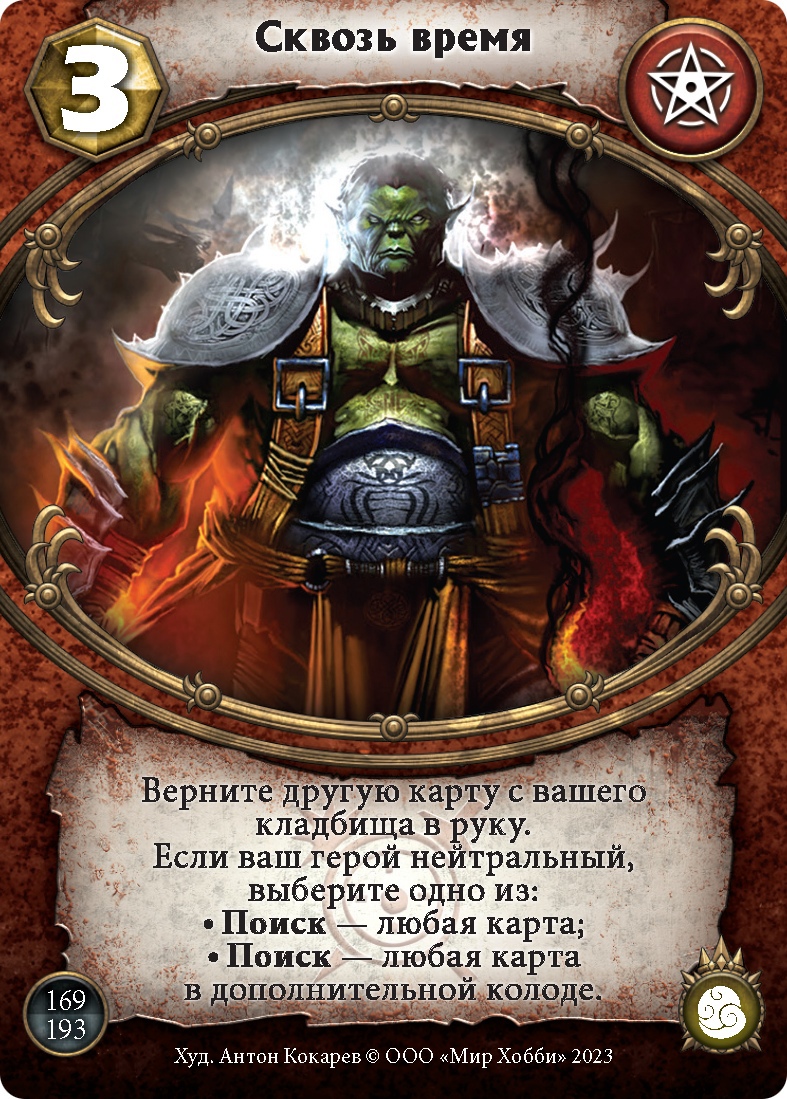 Сквозь время
3
Верните другую карту с вашего
кладбища в руку.
Если ваш герой нейтральный,
выберите одно из:
• Поиск — любая карта;
• Поиск — любая карта
в дополнительной колоде.
169
193
Худ. Антон Кокарев © ООО «Мир Хобби» 2023